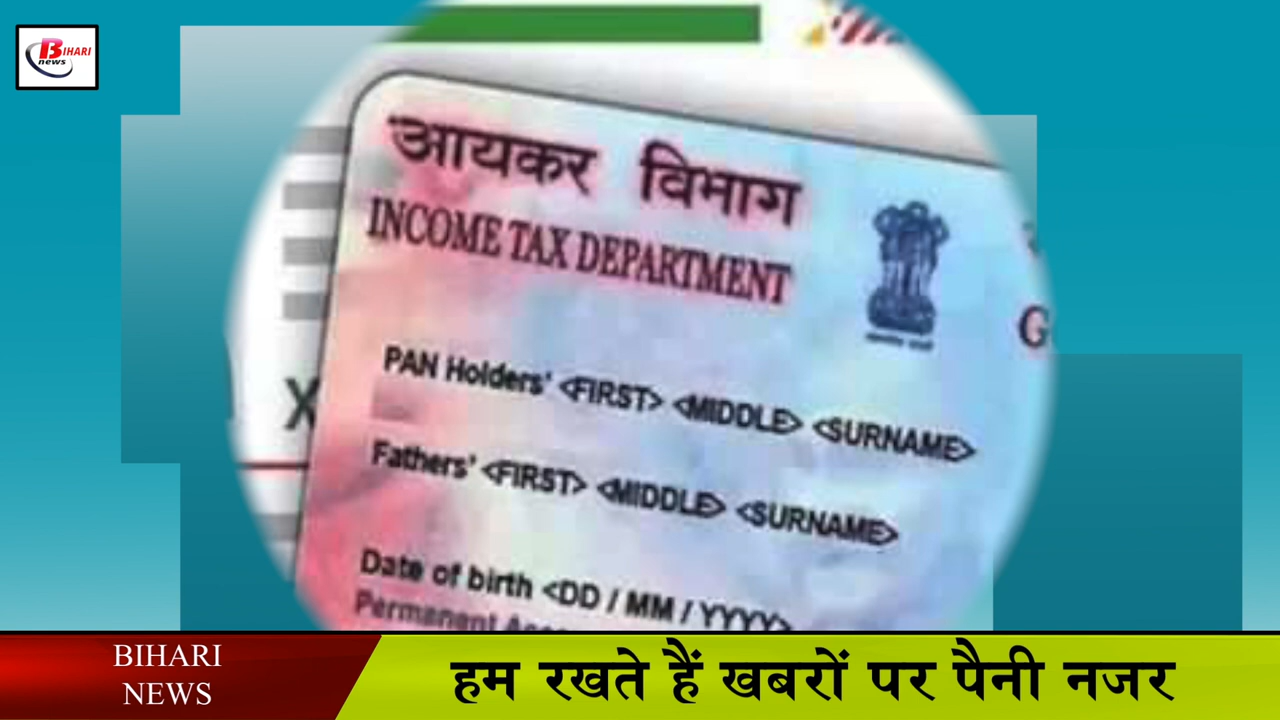 BIHARI
news
आयकर विभाग
INCOME TAX DEPARTMENT
G
PAN Holders' <FIRST> <MIDDLE> <SURNAME>
X
Fathers' <FIRST> <MIDDLE> <SURNAME>
Date of birth <DD / MM / YYYY>
Permanent
BIHARI
NEWS
हम रखते हैं खबरों पर पैनी नजर